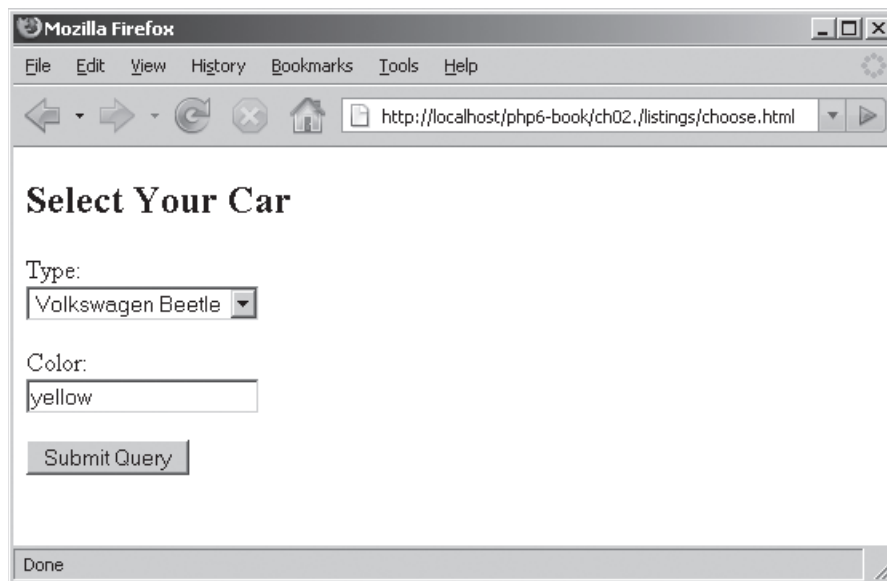 Mozilla Firefox
File Edit View History Bookmarks Tools Help
http://localhost/php6-book/ch02./listings/choose.html
Select Your Car
Type:
Volkswagen Beetle
Color:
yellow
Submit Query
Done